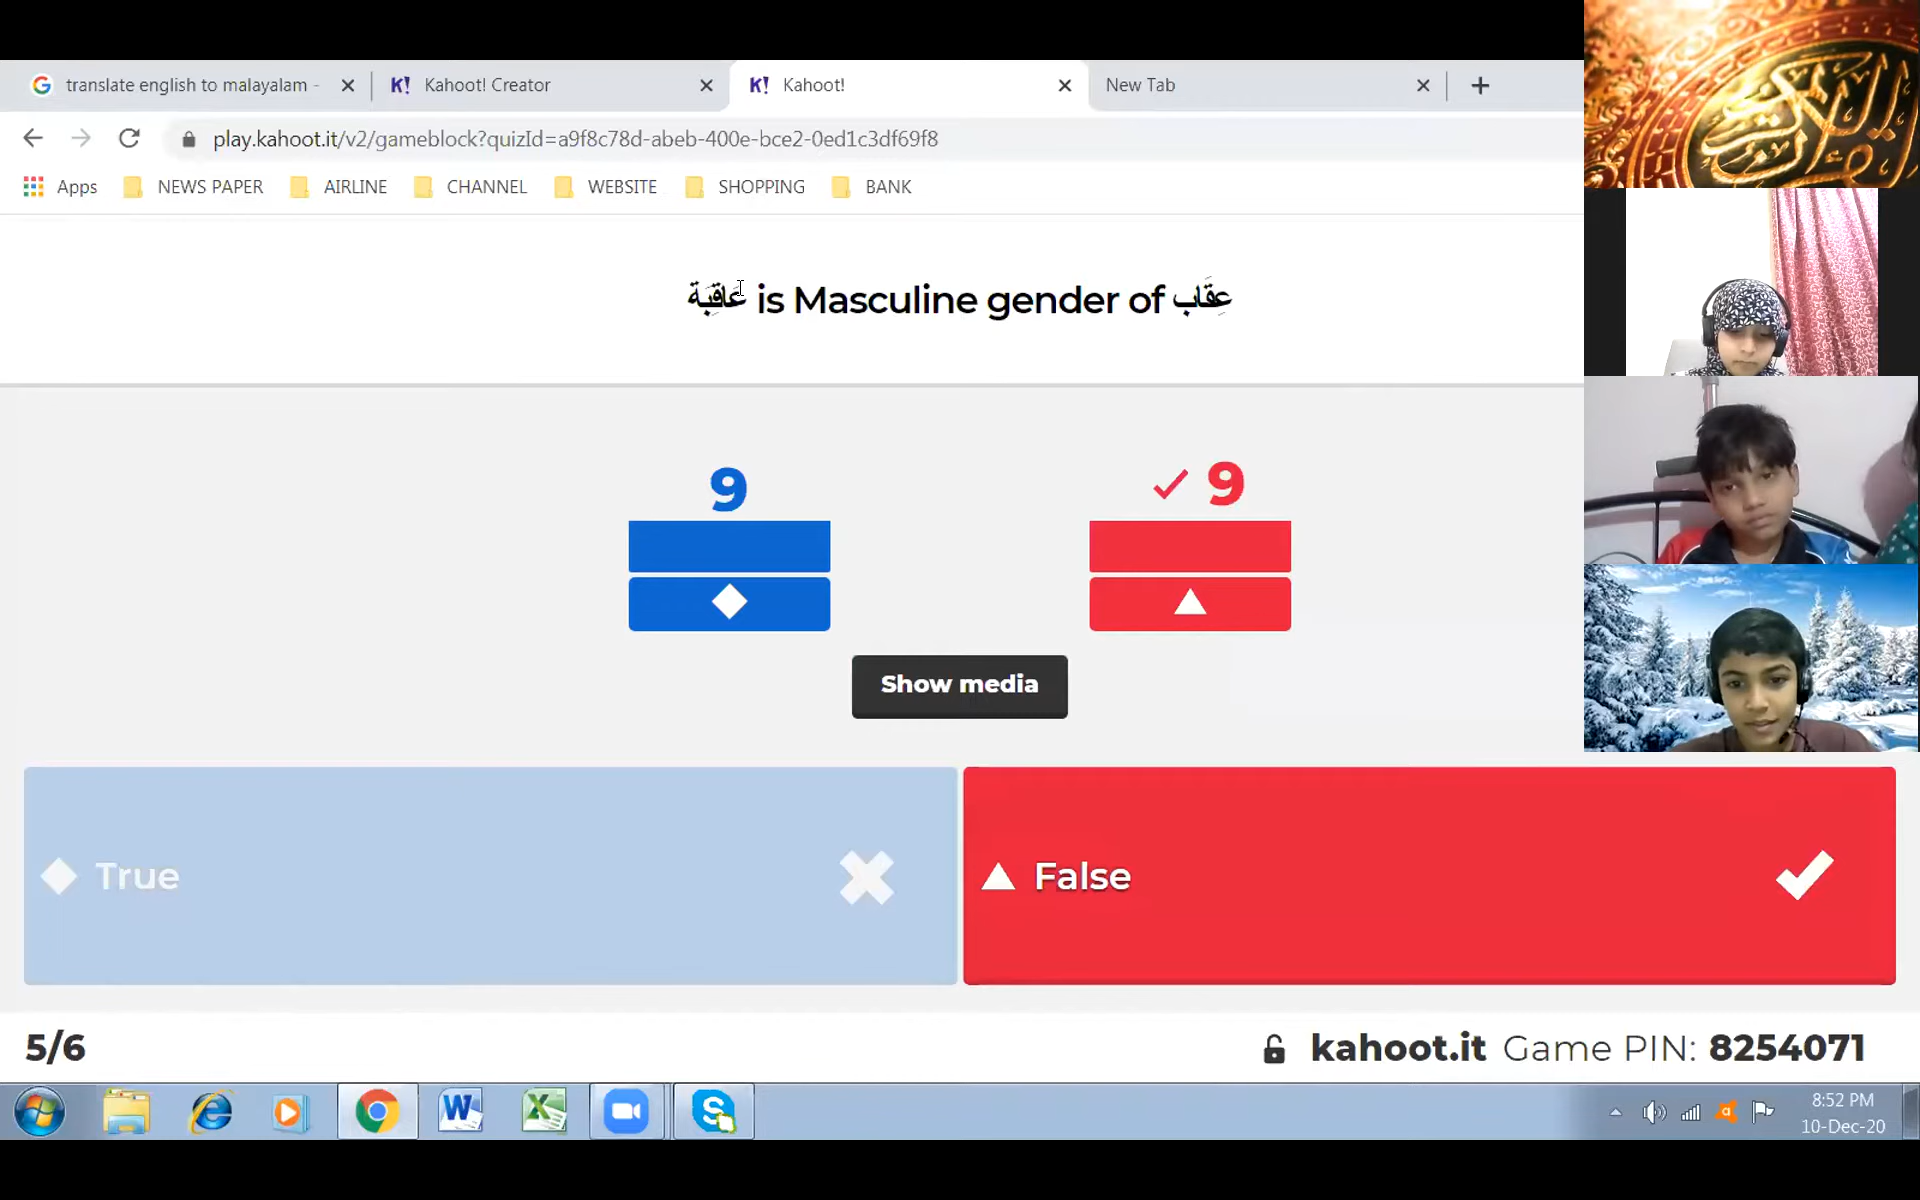 translate english to malayalam -
Kahoot! Creator
Kahoot!
New Tab
play.kahoot.it/v2/gameblock?quizId=a9f8c78d-abeb-400e-bce2-0ed1c3df69f8
Apps
NEWS PAPER
AIRLINE
CHANNEL
WEBSITE
SHOPPING
BANK
عَاقِبَة is Masculine gender of عِقَاب
9
9
Show media
True
False
5/6
kahoot.it Game PIN: 8254071
8:52 PM
10-Dec-20